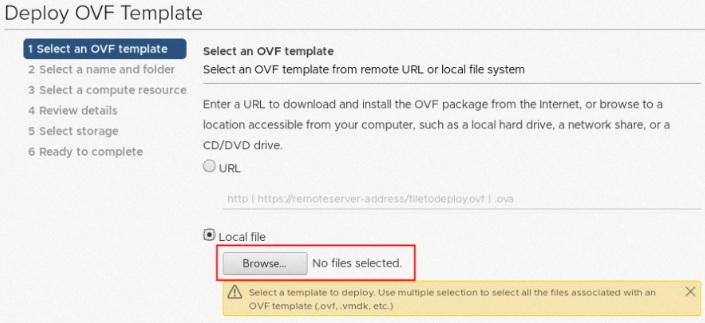 Deploy OVF Template
1 Select an OVF template
2 Select a name and folder
3 Select a compute resource
4 Review details
5 Select storage
6 Ready to complete
Select an OVF template
Select an OVF template from remote URL or local file system
Enter a URL to download and install the OVF package from the Internet, or browse to a
location accessible from your computer, such as a local hard drive, a network share, or a
CD/DVD drive.
URL
http | https://remoteserver-address/filetodeploy.ovf | .ova
Local file
Browse... No files selected.
Select a template to deploy. Use multiple selection to select all the files associated with an
OVF template (.ovf, .vmdk, etc.)